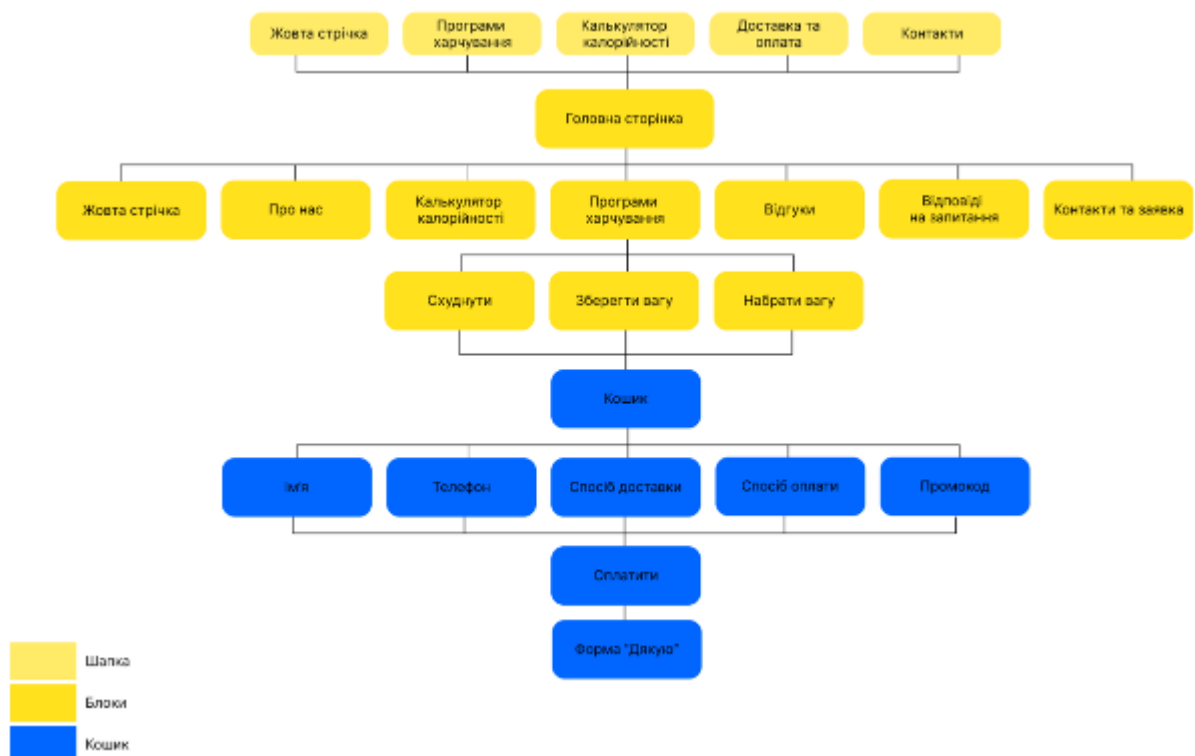 Жовта стрічка
Програми
харчування
Калькулятор
калорійності
Доставка та
оплата
Контакти
Головна сторінка
Жовта стрічка
Про нас
Калькулятор
калорійності
Програми
харчування
Відгуки
Відповіді
на запитання
Контакти та заявка
Схуднути
Зберегти вагу
Набрати вагу
Кошик
Ім'я
Телефон
Спосіб доставки
Спосіб оплати
Промокод
Оплатити
Форма "Дякую"
Шапка
Блоки
Кошик